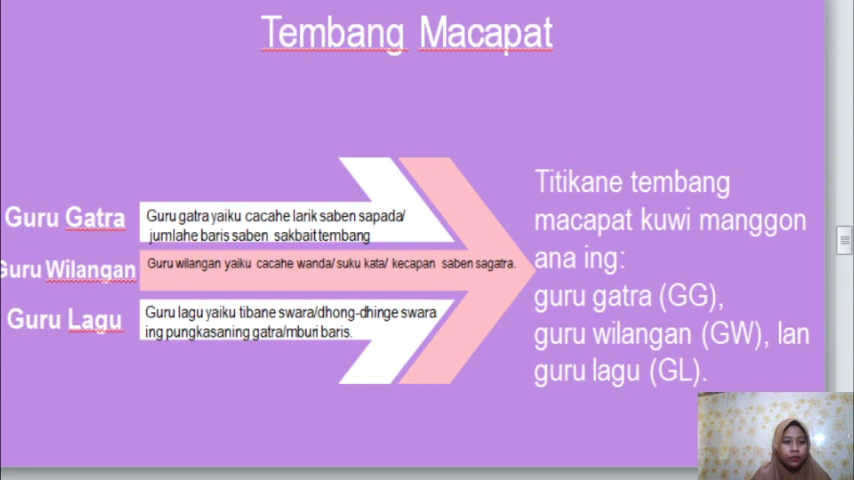 Tembang Macapat
Guru Gatra
Guru gatra yaiku cacahe larik saben sapada/
jumlahe baris saben sakbait tembang
Guru Wilangan
Guru wilangan yaiku cacahe wanda/ suku kata/ kecapan saben sagatra.
Guru Lagu
Guru lagu yaiku tibane swara/dhong-dhinge swara
ing pungkasaning gatra/mburi baris.
Titikane tembang
macapat kuwi manggon
ana ing:
guru gatra (GG),
guru wilangan (GW), lan
guru lagu (GL).